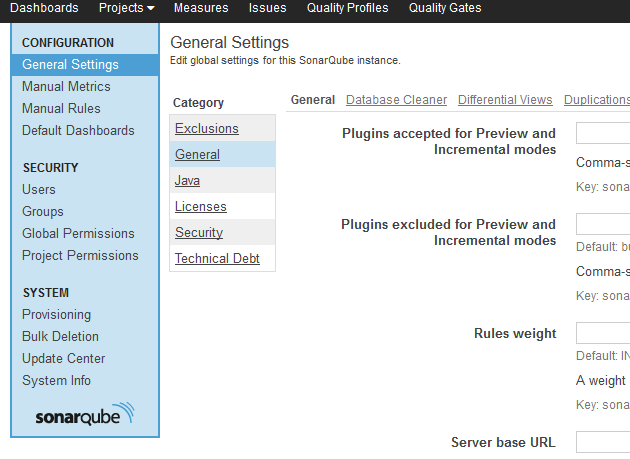 Dashboards Projects Measures Issues Quality Profiles Quality Gates
CONFIGURATION
General Settings
Manual Metrics
Manual Rules
Default Dashboards
SECURITY
Users
Groups
Global Permissions
Project Permissions
SYSTEM
Provisioning
Bulk Deletion
Update Center
System Info
sonarqube
General Settings
Edit global settings for this SonarQube instance.
Category
Exclusions
General
Java
Licenses
Security
Technical Debt
General Database Cleaner Differential Views Duplications
Plugins accepted for Preview and
Incremental modes
Comma-s
Key: sona
Plugins excluded for Preview and
Incremental modes
Default: bu
Comma-s
Key: sona
Rules weight
Default: IN
A weight
Key: sona
Server base URL